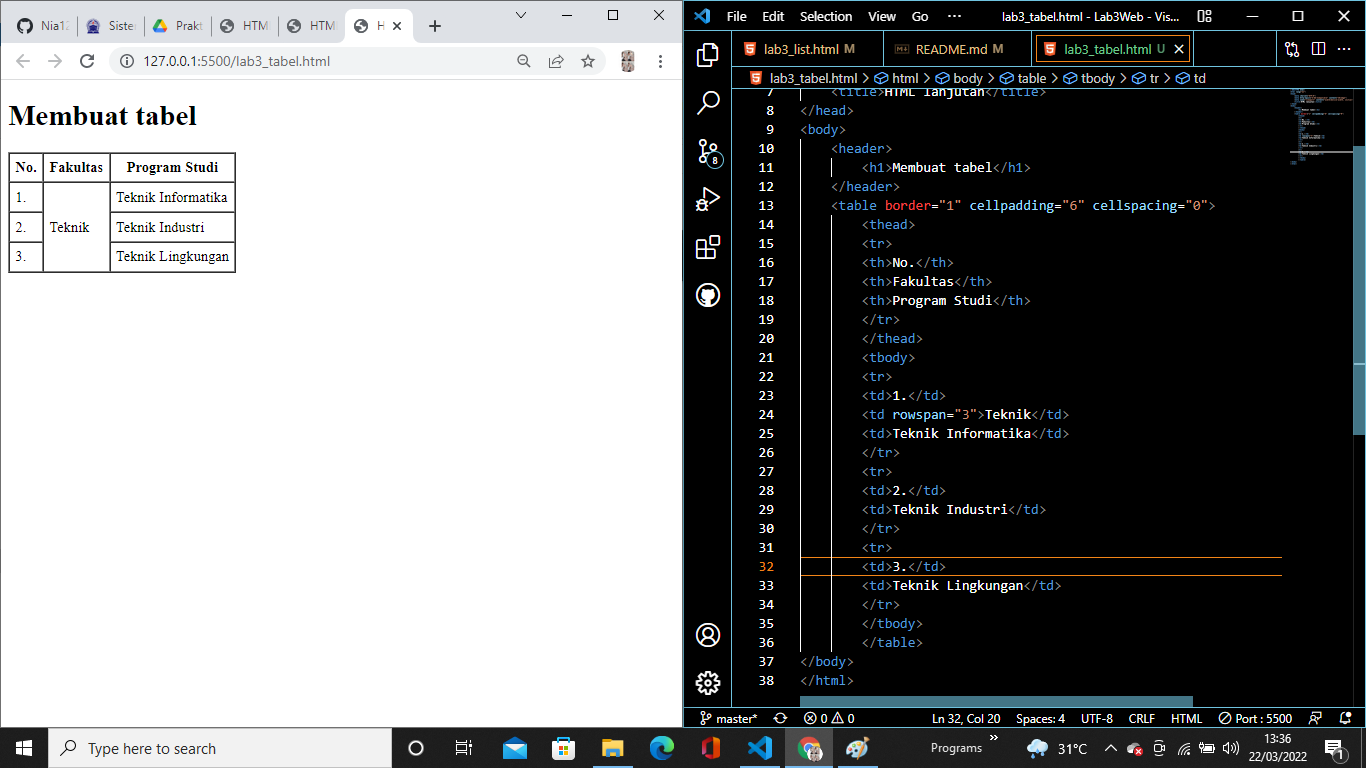 Nia12
Siste
Prakt
HTM
HTM
H
127.0.0.1:5500/lab3_tabel.html
Membuat tabel
No. Fakultas Program Studi
1. Teknik Informatika
2. Teknik Teknik Industri
3. Teknik Lingkungan
File Edit Selection View Go ··· lab3_tabel.html - Lab3Web - Vis...
lab3_list.html M README.md M lab3_tabel.html U
lab3_tabel.html > html > body > table > tbody > tr > td
7 <title>HTML lanjutan</title>
8 </head>
9 <body>
10 <header>
11 <h1>Membuat tabel</h1>
12 </header>
13 <table border="1" cellpadding="6" cellspacing="0">
14 <thead>
15 <tr>
16 <th>No.</th>
17 <th>Fakultas</th>
18 <th>Program Studi</th>
19 </tr>
20 </thead>
21 <tbody>
22 <tr>
23 <td>1.</td>
24 <td rowspan="3">Teknik</td>
25 <td>Teknik Informatika</td>
26 </tr>
27 <tr>
28 <td>2.</td>
29 <td>Teknik Industri</td>
30 </tr>
31 <tr>
32 <td>3.</td>
33 <td>Teknik Lingkungan</td>
34 </tr>
35 </tbody>
36 </table>
37 </body>
38 </html>
8
master* 0 0 Ln 32, Col 20 Spaces: 4 UTF-8 CRLF HTML Port : 5500
Type here to search
Programs » 31°C
13:36
22/03/2022
1